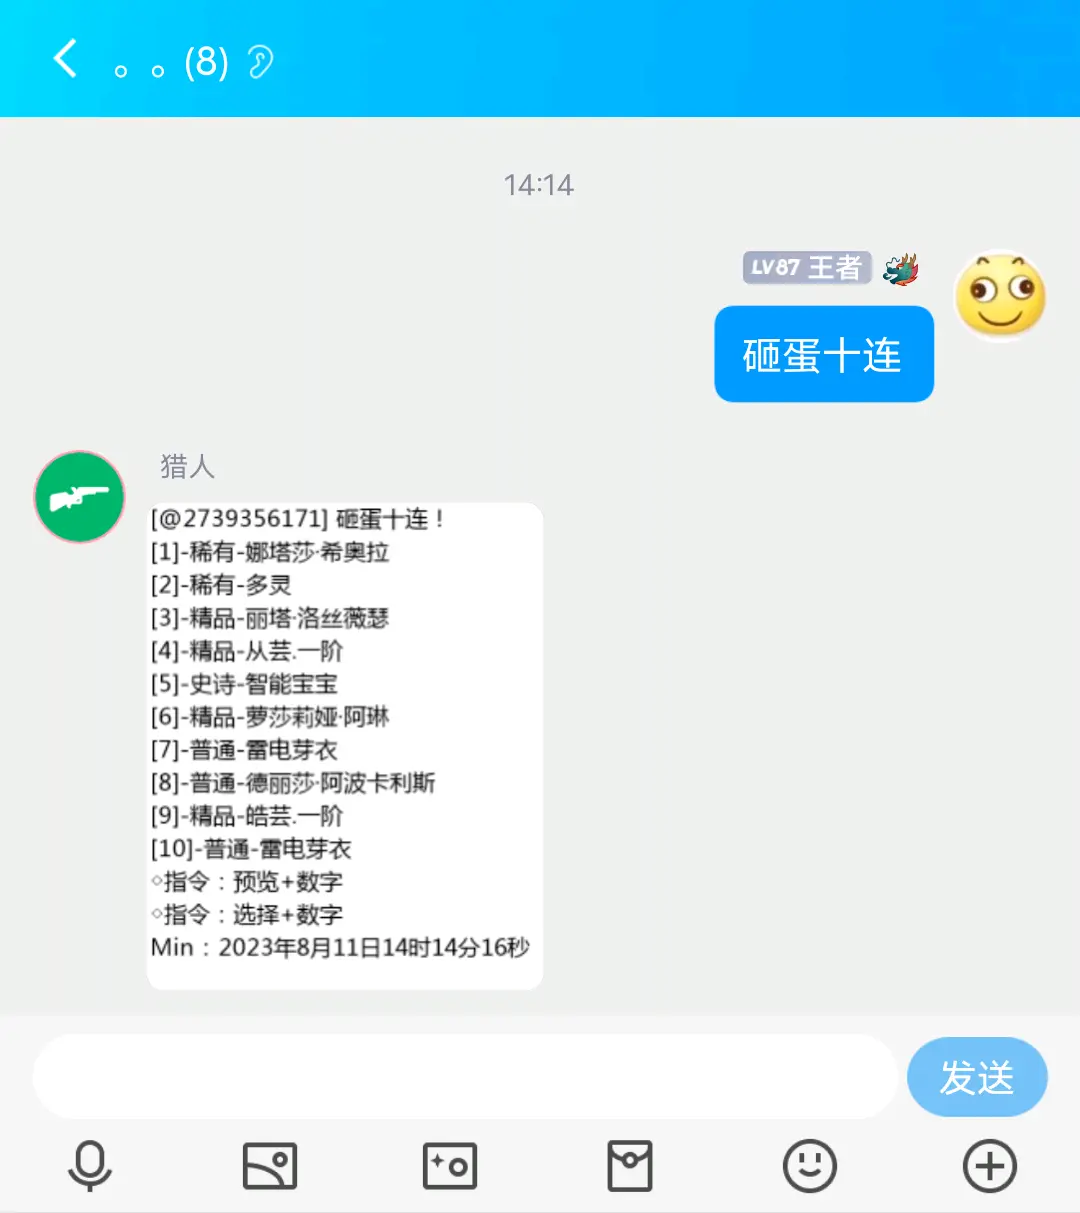 。。(8)
14:14
LV87 王者
砸蛋十连
猎人
[@2739356171] 砸蛋十连！
[1]-稀有-娜塔莎·希奥拉
[2]-稀有-多灵
[3]-精品-丽塔·洛丝薇瑟
[4]-精品-从芸.一阶
[5]-史诗-智能宝宝
[6]-精品-萝莎莉娅·阿琳
[7]-普通-雷电芽衣
[8]-普通-德丽莎·阿波卡利斯
[9]-精品-皓芸.一阶
[10]-普通-雷电芽衣
◇指令：预览+数字
◇指令：选择+数字
Min：2023年8月11日14时14分16秒
发送